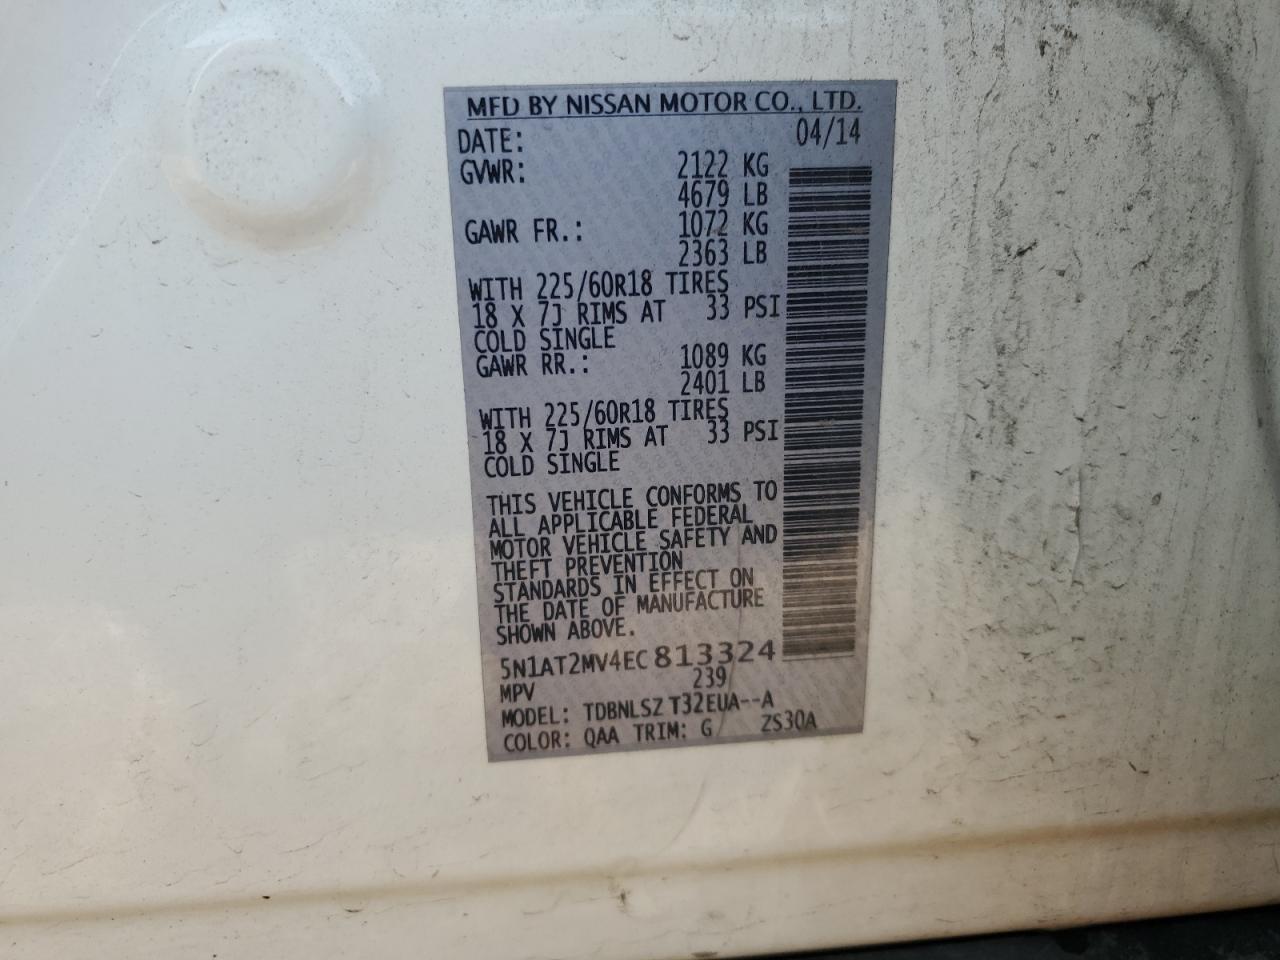 MFD BY NISSAN MOTOR CO., LTD.
DATE: 04/14
GVWR: 2122 KG
4679 LB
GAWR FR.: 1072 KG
2363 LB
WITH 225/60R18 TIRES
18 X 7J RIMS AT 33 PSI
COLD SINGLE
GAWR RR.: 1089 KG
2401 LB
WITH 225/60R18 TIRES
18 X 7J RIMS AT 33 PSI
COLD SINGLE
THIS VEHICLE CONFORMS TO
ALL APPLICABLE FEDERAL
MOTOR VEHICLE SAFETY AND
THEFT PREVENTION
STANDARDS IN EFFECT ON
THE DATE OF MANUFACTURE
SHOWN ABOVE.
5N1AT2MV4EC813324
MPV 239
MODEL: TDBNLSZ T32EUA--A
COLOR: QAA TRIM: G ZS30A